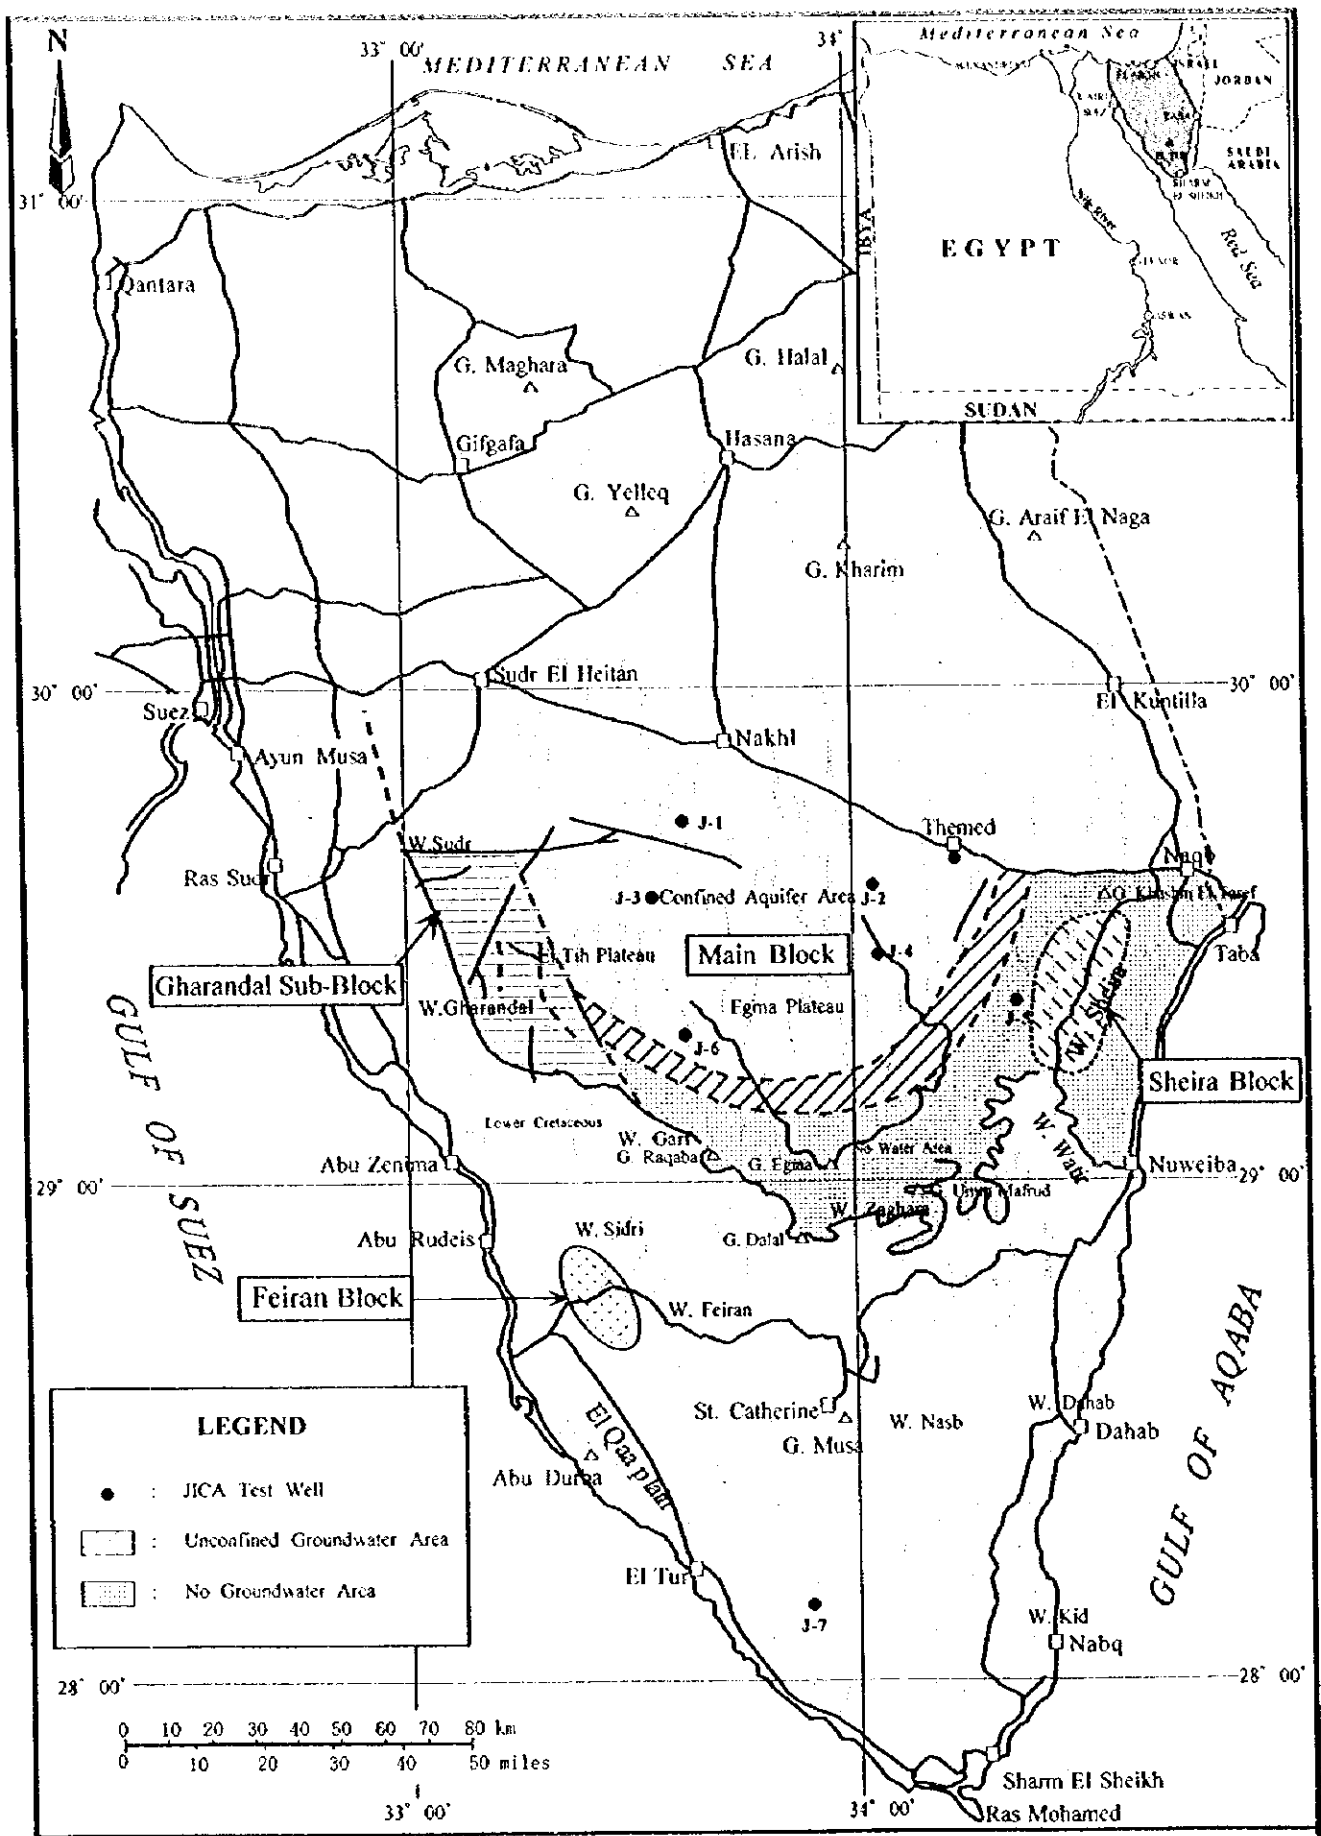 N
33° 00'
34°
MEDITERRANEAN SEA
Mediterranean Sea
ISRAEL
JORDAN
SAUDI
ARABIA
SHARM
EL SHEIKH
Nile River
Red Sea
EGYPT
SUDAN
EL Arish
31° 00'
Qantara
G. Maghara
G. Halal
Gifgafa
Hasana
G. Yelleq
G. Araif El Naga
G. Kharim
Sudr El Heitan
30° 00'
30° 00'
Suez
El Kuntilla
Ayun Musa
Nakhl
J-1
Themed
W.Sudr
Naqb
Ras Sudr
J-3
Confined Aquifer Area
J-2
Taba
El Tih Plateau
Main Block
J-4
Gharandal Sub-Block
W.Gharandal
Egma Plateau
W. Sheira
J-6
Sheira Block
GULF OF SUEZ
Lower Cretaceous
W. Garf
G. Raqaba
G. Egma
No Water Area
W. Watir
Abu Zenima
Nuweiba
29° 00'
29° 00'
G. Umm Mafrud
W. Zaghara
W. Sidri
Abu Rudeis
G. Dalal
Feiran Block
W. Feiran
GULF OF AQABA
St. Catherine
G. Musa
W. Nasb
W. Dahab
Dahab
El Qaa plain
Abu Durba
LEGEND
: JICA Test Well
: Unconfined Groundwater Area
: No Groundwater Area
El Tur
J-7
W. Kid
Nabq
28° 00'
28° 00'
0 10 20 30 40 50 60 70 80 km
0 10 20 30 40 50 miles
Sharm El Sheikh
Ras Mohamed
33° 00'
34° 00'